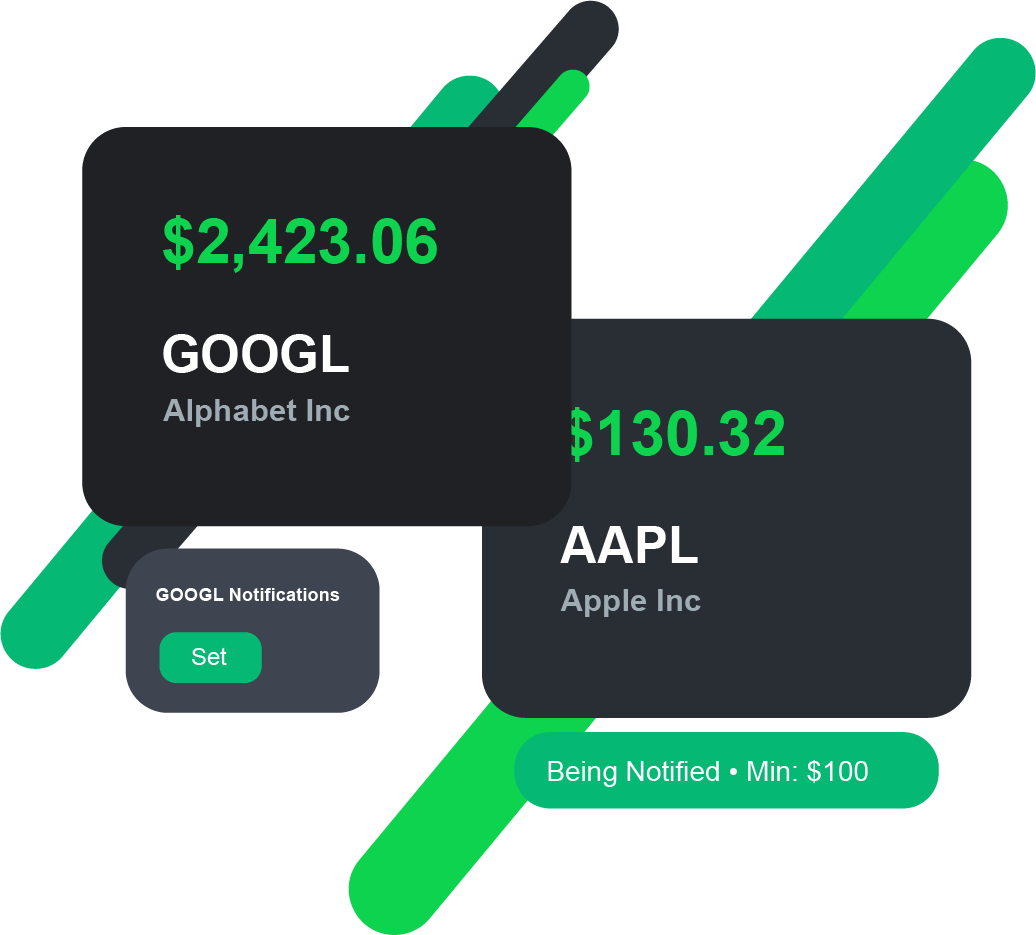 $2,423.06
GOOGL
Alphabet Inc
$130.32
AAPL
Apple Inc
GOOGL Notifications
Set
Being Notified • Min: $100